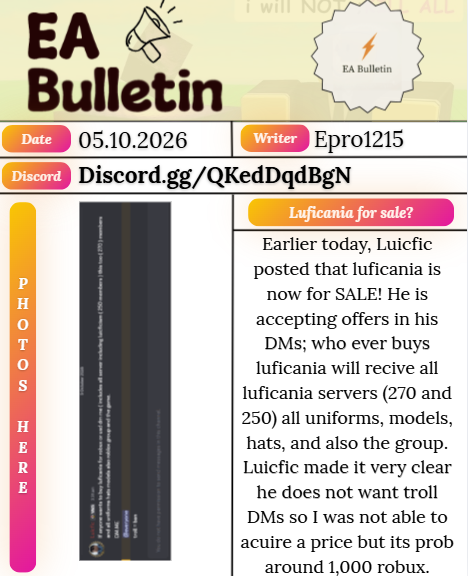 i will NOT ALL
EA
Bulletin
EA Bulletin
Date
05.10.2026
Writer
Epro1215
Discord
Discord.gg/QKedDqdBgN
PHOTOS
HERE
Luficania for sale?
Earlier today, Luicfic
posted that luficania is
now for SALE! He is
accepting offers in his
DMs; who ever buys
luficania will recive all
luficania servers (270 and
250) all uniforms, models,
hats, and also the group.
Luicfic made it very clear
he does not want troll
DMs so I was not able to
acuire a price but its prob
around 1,000 robux.